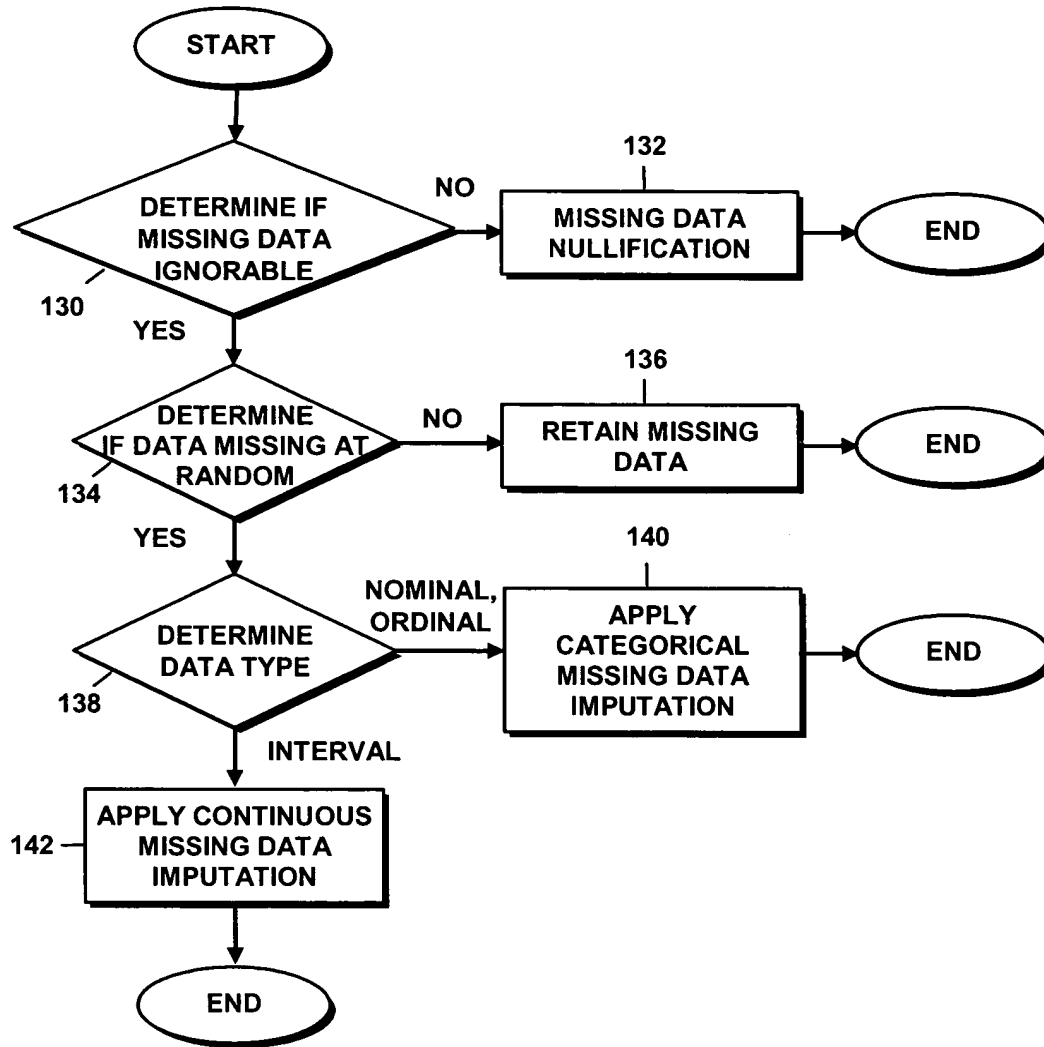 START
132
NO
DETERMINE IF
MISSING DATA
IGNORABLE
MISSING DATA
NULLIFICATION
END
130
YES
136
DETERMINE
IF DATA MISSING AT
RANDOM
NO
RETAIN MISSING
DATA
END
134
YES
140
NOMINAL,
ORDINAL
DETERMINE
DATA TYPE
APPLY
CATEGORICAL
MISSING DATA
IMPUTATION
END
138
INTERVAL
APPLY CONTINUOUS
MISSING DATA
IMPUTATION
142
END